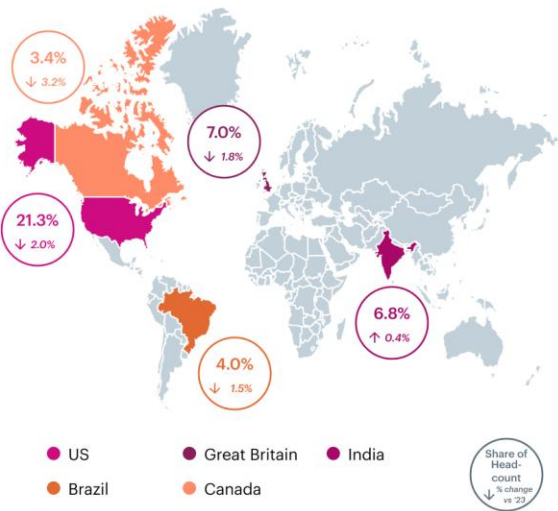 3.4%
↓ 3.2%
7.0%
↓ 1.8%
21.3%
↓ 2.0%
6.8%
↑ 0.4%
4.0%
↓ 1.5%
US
Great Britain
India
Brazil
Canada
Share of
Head-
count
↓ % change
vs '23